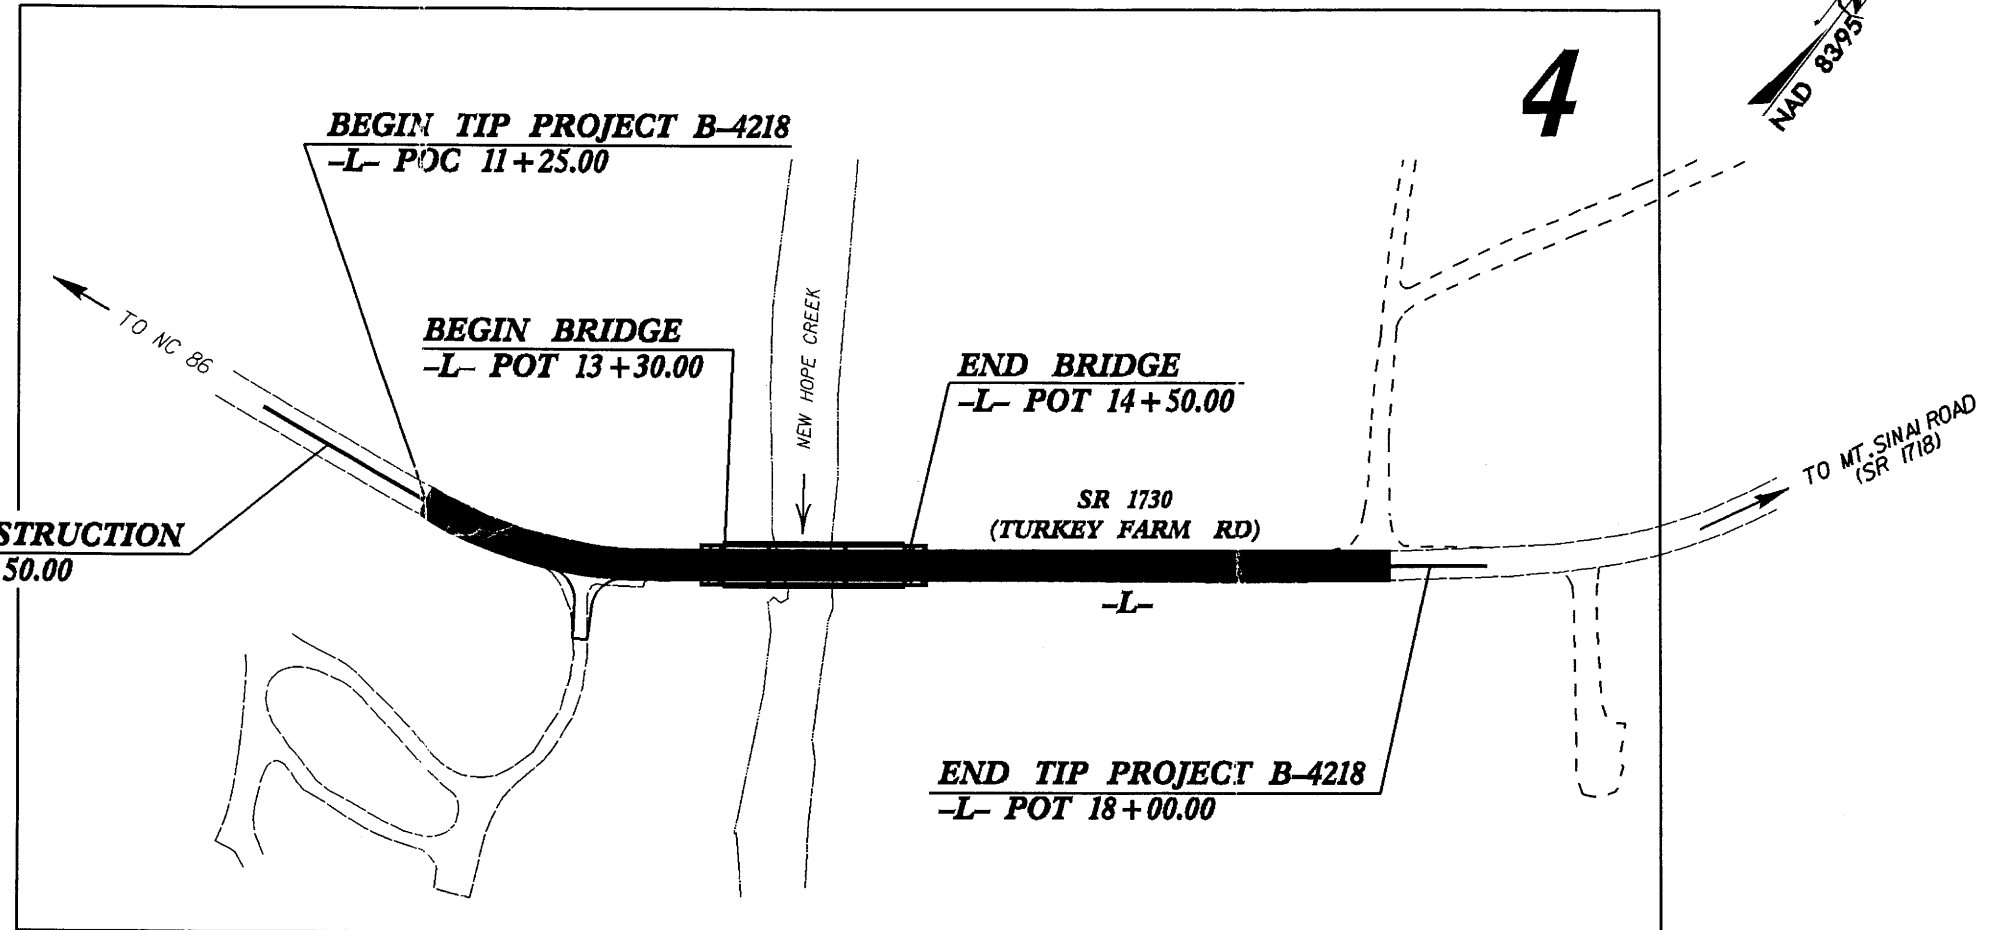 4
NAD 83/95
BEGIN TIP PROJECT B-4218
-L- POC 11+25.00
TO NC 86
BEGIN BRIDGE
-L- POT 13+30.00
NEW HOPE CREEK
END BRIDGE
-L- POT 14+50.00
TO MT. SINAI ROAD
(SR 1718)
SR 1730
(TURKEY FARM RD)
STRUCTION
50.00
-L-
END TIP PROJECT B-4218
-L- POT 18+00.00